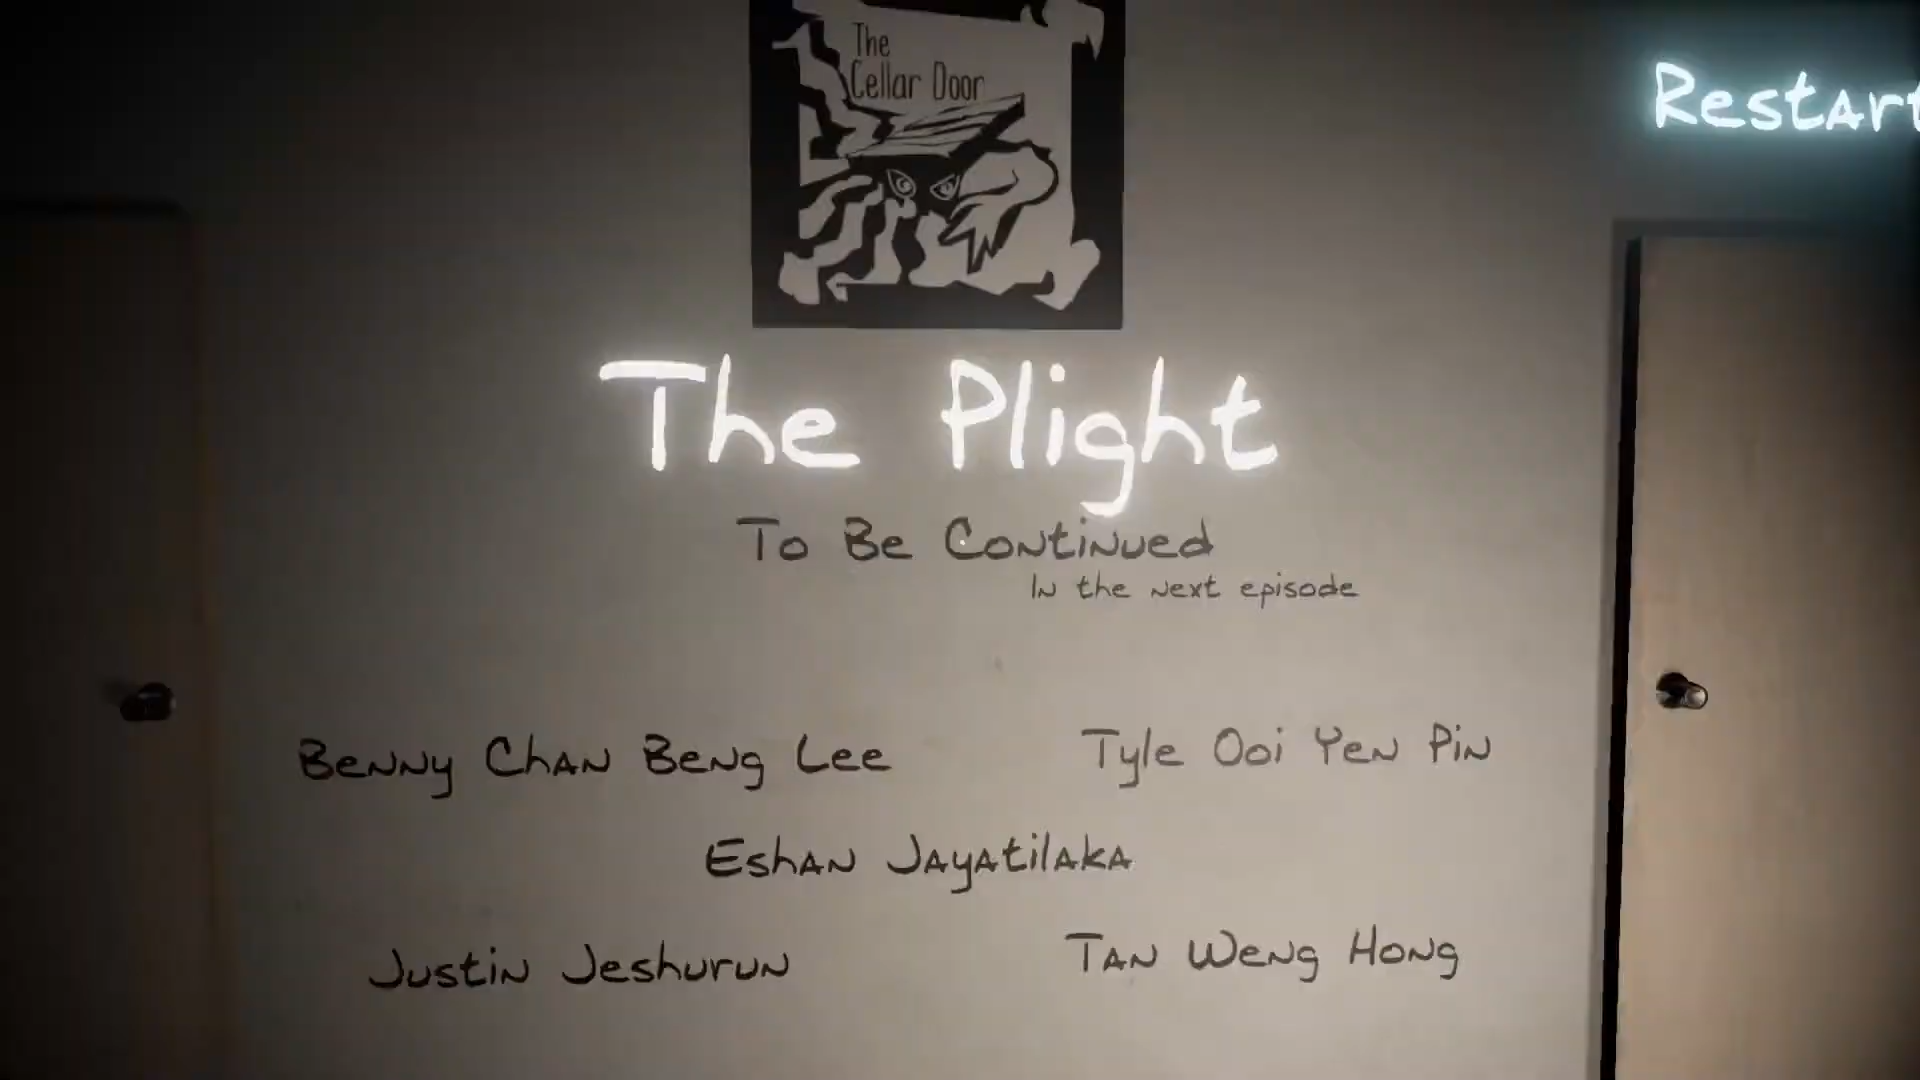 The
Cellar Door
Restart
The Plight
To Be Continued
In the next episode
Benny Chan Beng Lee
Tyle Ooi Yen Pin
Eshan Jayatilaka
Justin Jeshurun
Tan Weng Hong